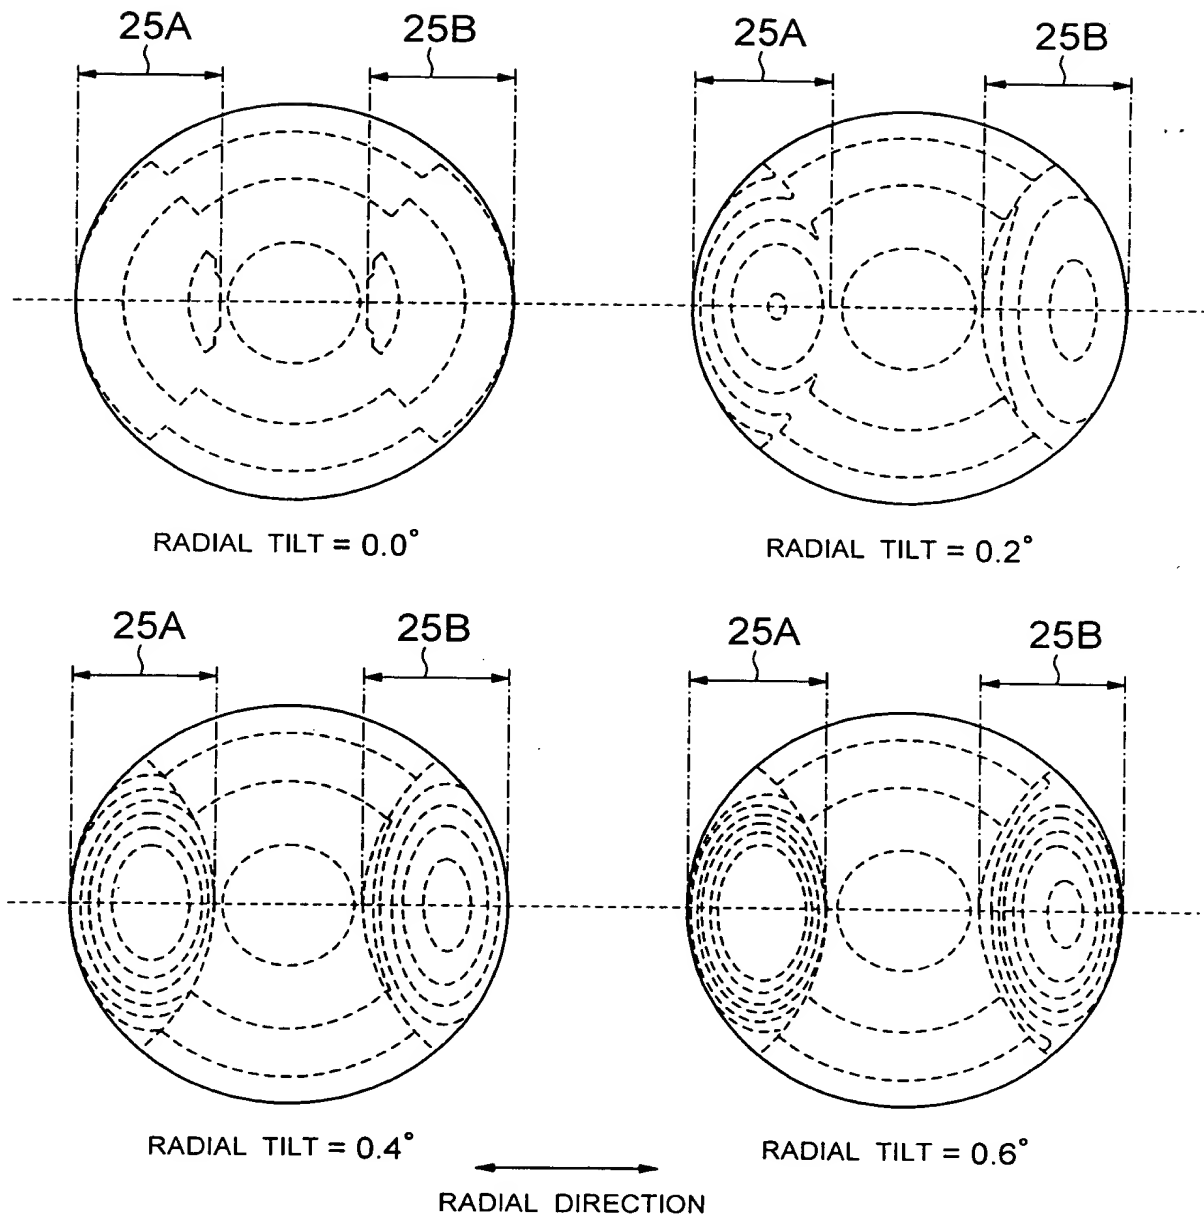 25A
25B
25A
25B
RADIAL TILT = 0.0°
RADIAL TILT = 0.2°
25A
25B
25A
25B
RADIAL TILT = 0.4°
RADIAL TILT = 0.6°
RADIAL DIRECTION